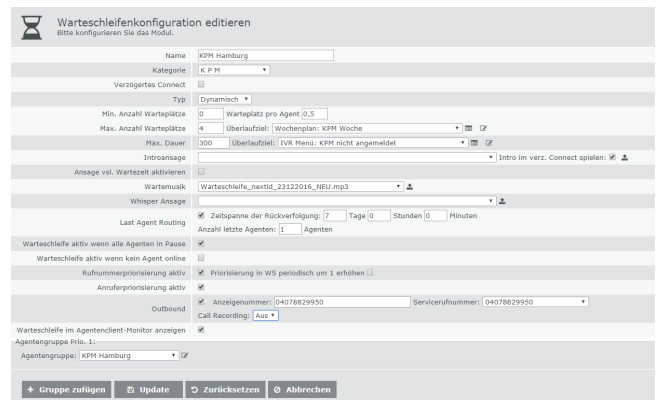 Warteschleifenkonfiguration editieren
Bitte konfigurieren Sie das Modul.
Name KPM Hamburg
Kategorie K P M
Verzögertes Connect
Typ Dynamisch
Min. Anzahl Warteplätze 0 Warteplatz pro Agent 0,5
Max. Anzahl Warteplätze 4 Überlaufziel: Wochenplan: KPM Woche
Max. Dauer 300 Überlaufziel: IVR Menü: KPM nicht angemeldet
Introansage Intro im verz. Connect spielen:
Ansage vsl. Wartezeit aktivieren
Wartemusik Warteschleife_nextid_23122016_NEU.mp3
Whisper Ansage
Last Agent Routing Zeitspanne der Rückverfolgung: 7 Tage 0 Stunden 0 Minuten
Anzahl letzte Agenten: 1 Agenten
Warteschleife aktiv wenn alle Agenten in Pause
Warteschleife aktiv wenn kein Agent online
Rufnummerpriorisierung aktiv Priorisierung in WS periodisch um 1 erhöhen
Anruferpriorisierung aktiv
Outbound Anzeigenummer: 04078829950 Servicerufnummer: 04078829950
Call Recording: Aus
Warteschleife im Agentenclient-Monitor anzeigen
Agentengruppe Prio. 1:
Agentengruppe: KPM Hamburg
+ Gruppe zufügen Update Zurücksetzen Abbrechen